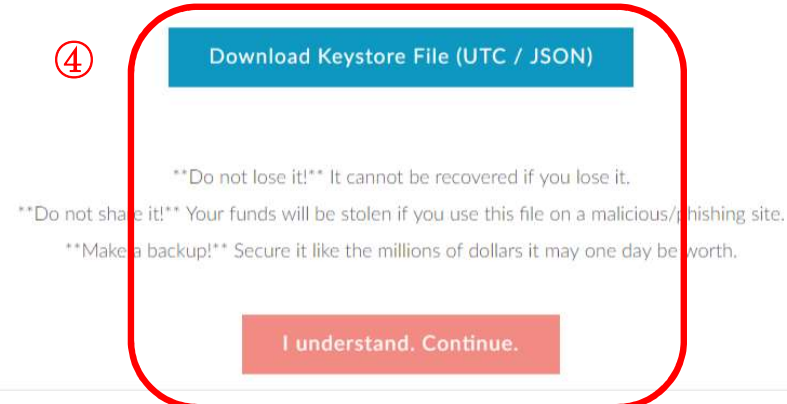 ④
Download Keystore File (UTC / JSON)
**Do not lose it!** It cannot be recovered if you lose it.
**Do not share it!** Your funds will be stolen if you use this file on a malicious/phishing site.
**Make a backup!** Secure it like the millions of dollars it may one day be worth.
I understand. Continue.